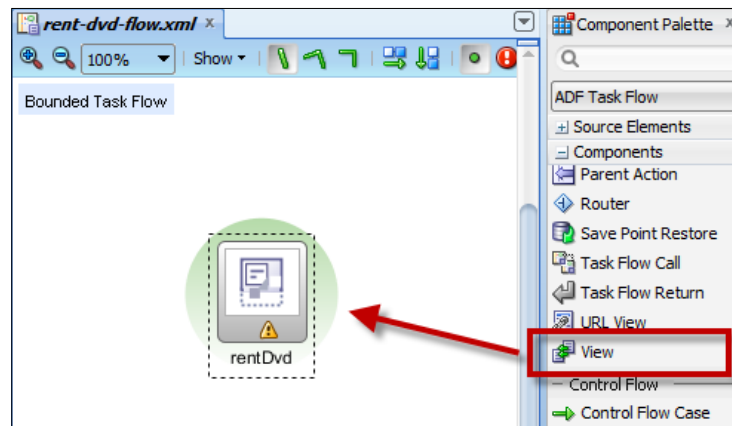 rent-dvd-flow.xml
Component Palette
100%
Show
ADF Task Flow
Bounded Task Flow
Source Elements
Components
Parent Action
Router
Save Point Restore
Task Flow Call
Task Flow Return
URL View
View
rentDvd
Control Flow
Control Flow Case